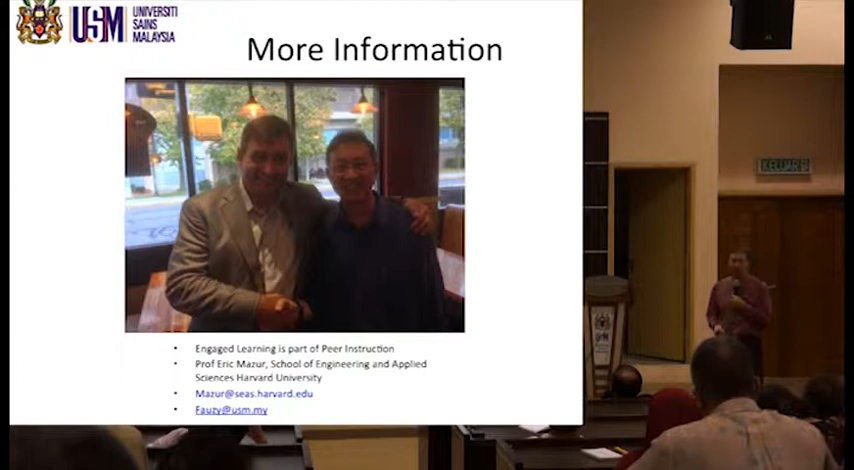 USM
UNIVERSITI
SAINS
MALAYSIA
More Information
KELUAR
Engaged Learning is part of Peer Instruction
Prof Eric Mazur, School of Engineering and Applied
Sciences Harvard University
Mazur@seas.harvard.edu
Fauzy@usm.my